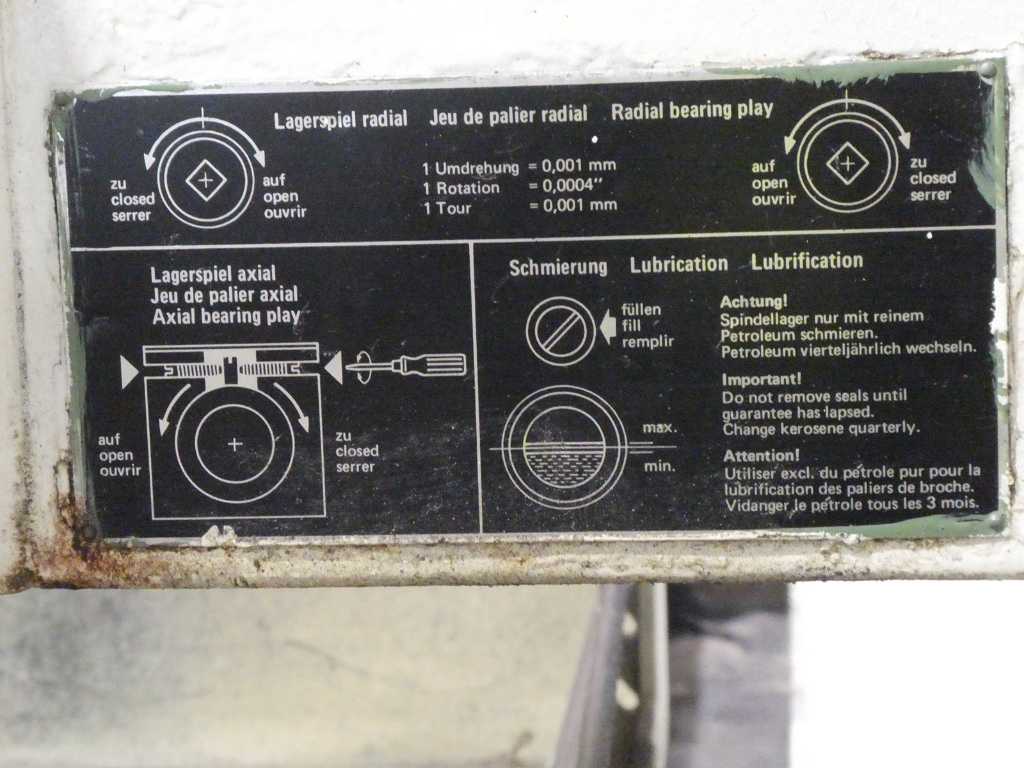 Lagerspiel radial Jeu de palier radial Radial bearing play
zu
closed
serrer
auf
open
ouvrir
1 Umdrehung = 0,001 mm
1 Rotation = 0,0004"
1 Tour = 0,001 mm
auf
open
ouvrir
zu
closed
serrer
Lagerspiel axial
Jeu de palier axial
Axial bearing play
auf
open
ouvrir
zu
closed
serrer
Schmierung Lubrication Lubrification
füllen
fill
remplir
max.
min.
Achtung!
Spindellager nur mit reinem
Petroleum schmieren.
Petroleum vierteljährlich wechseln.
Important!
Do not remove seals until
guarantee has lapsed.
Change kerosene quarterly.
Attention!
Utiliser excl. du pétrole pur pour la
lubrification des paliers de broche.
Vidanger le pétrole tous les 3 mois.